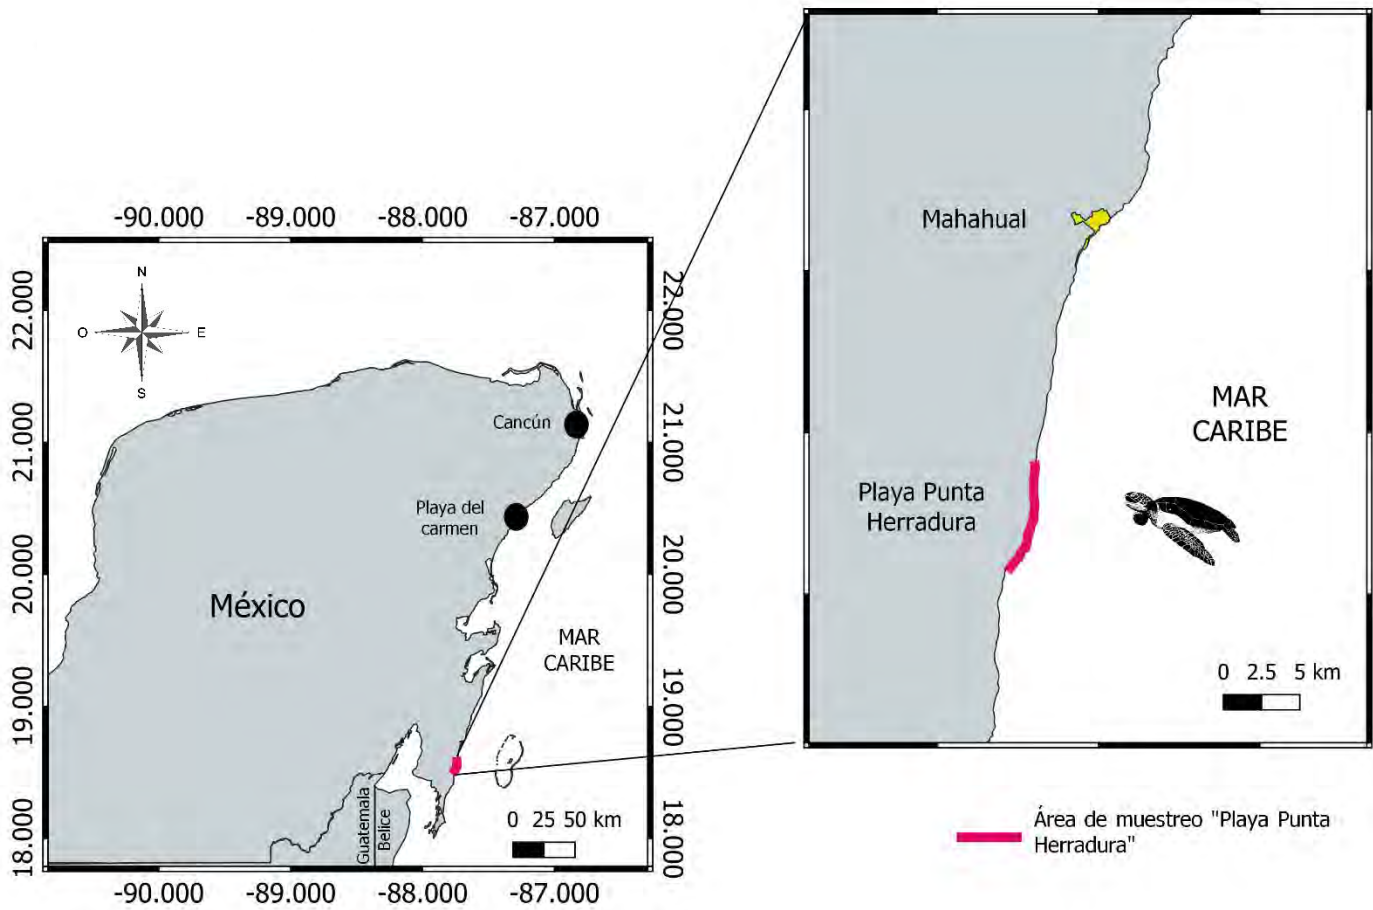 -90.000 -89.000 -88.000 -87.000
22.000
21.000
20.000
19.000
18.000
N
O E
S
Cancún
Playa del
carmen
México
MAR
CARIBE
Guatemala
Belice
0 25 50 km
22.000
21.000
20.000
19.000
18.000
-90.000 -89.000 -88.000 -87.000
Mahahual
MAR
CARIBE
Playa Punta
Herradura
0 2.5 5 km
Área de muestreo "Playa Punta
Herradura"